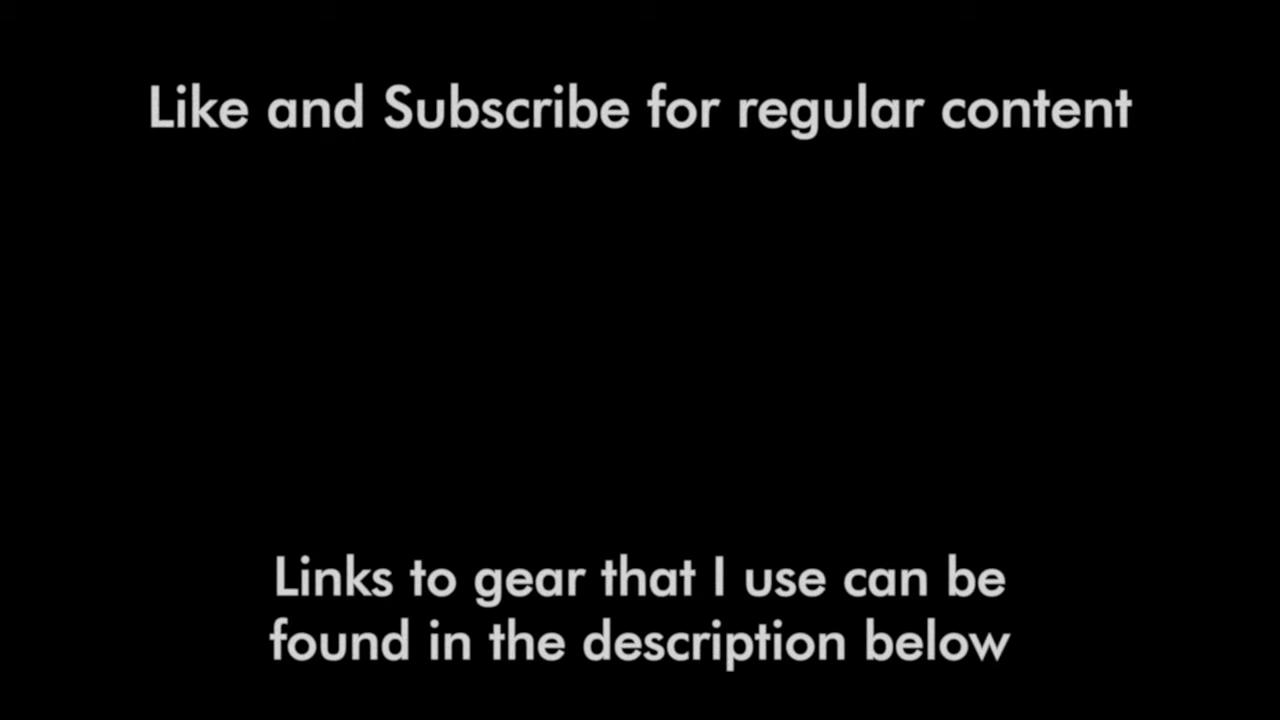 Like and Subscribe for regular content
Links to gear that I use can be
found in the description below